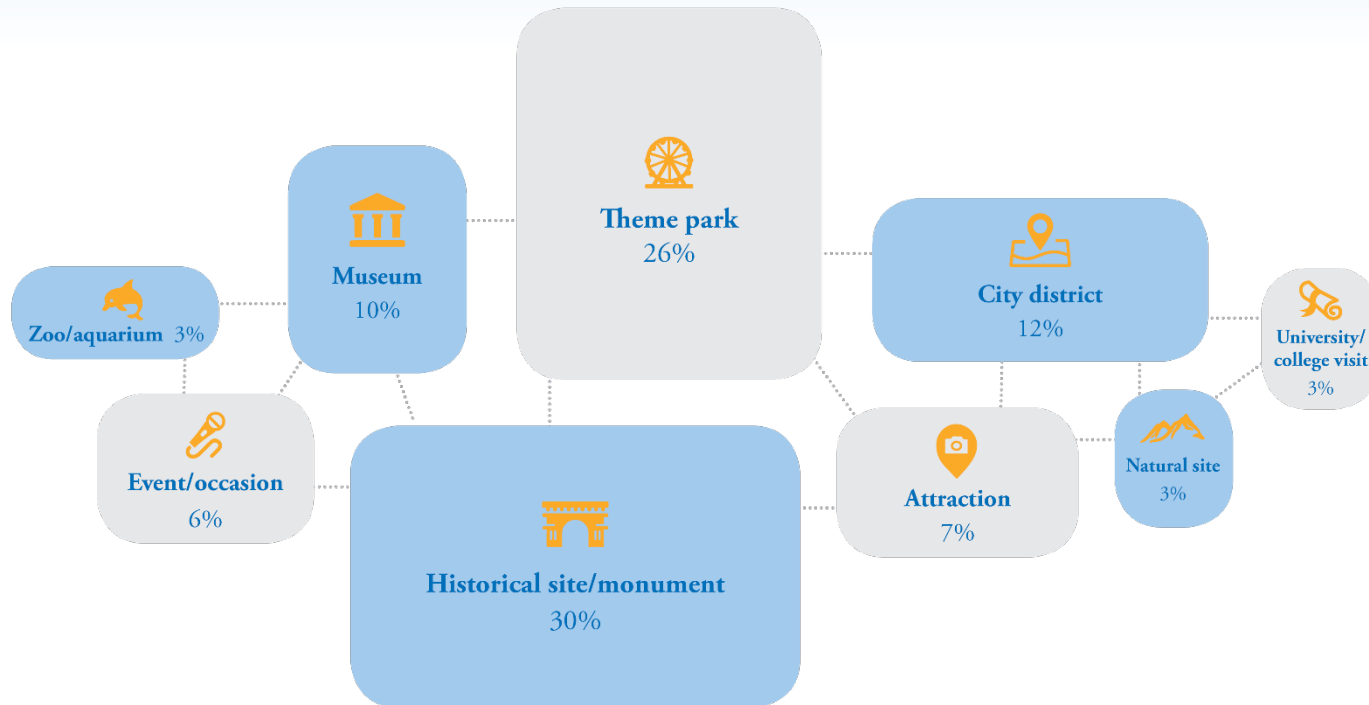 Theme park
26%
Museum
10%
City district
12%
Zoo/aquarium 3%
University/
college visit
3%
Event/occasion
6%
Attraction
7%
Natural site
3%
Historical site/monument
30%